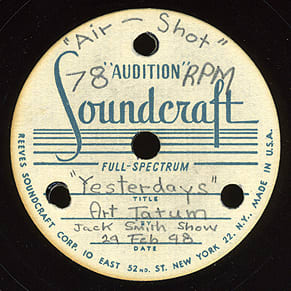 "Air - Shot"
78 "AUDITION" RPM
Soundcraft
FULL-SPECTRUM
"Yesterdays"
TITLE
Art Tatum
BY
Jack Smith Show
29 Feb 48
DATE
REEVES SOUNDCRAFT CORP. 10 EAST 52ND. ST. NEW YORK 22, N.Y. MADE IN U.S.A.